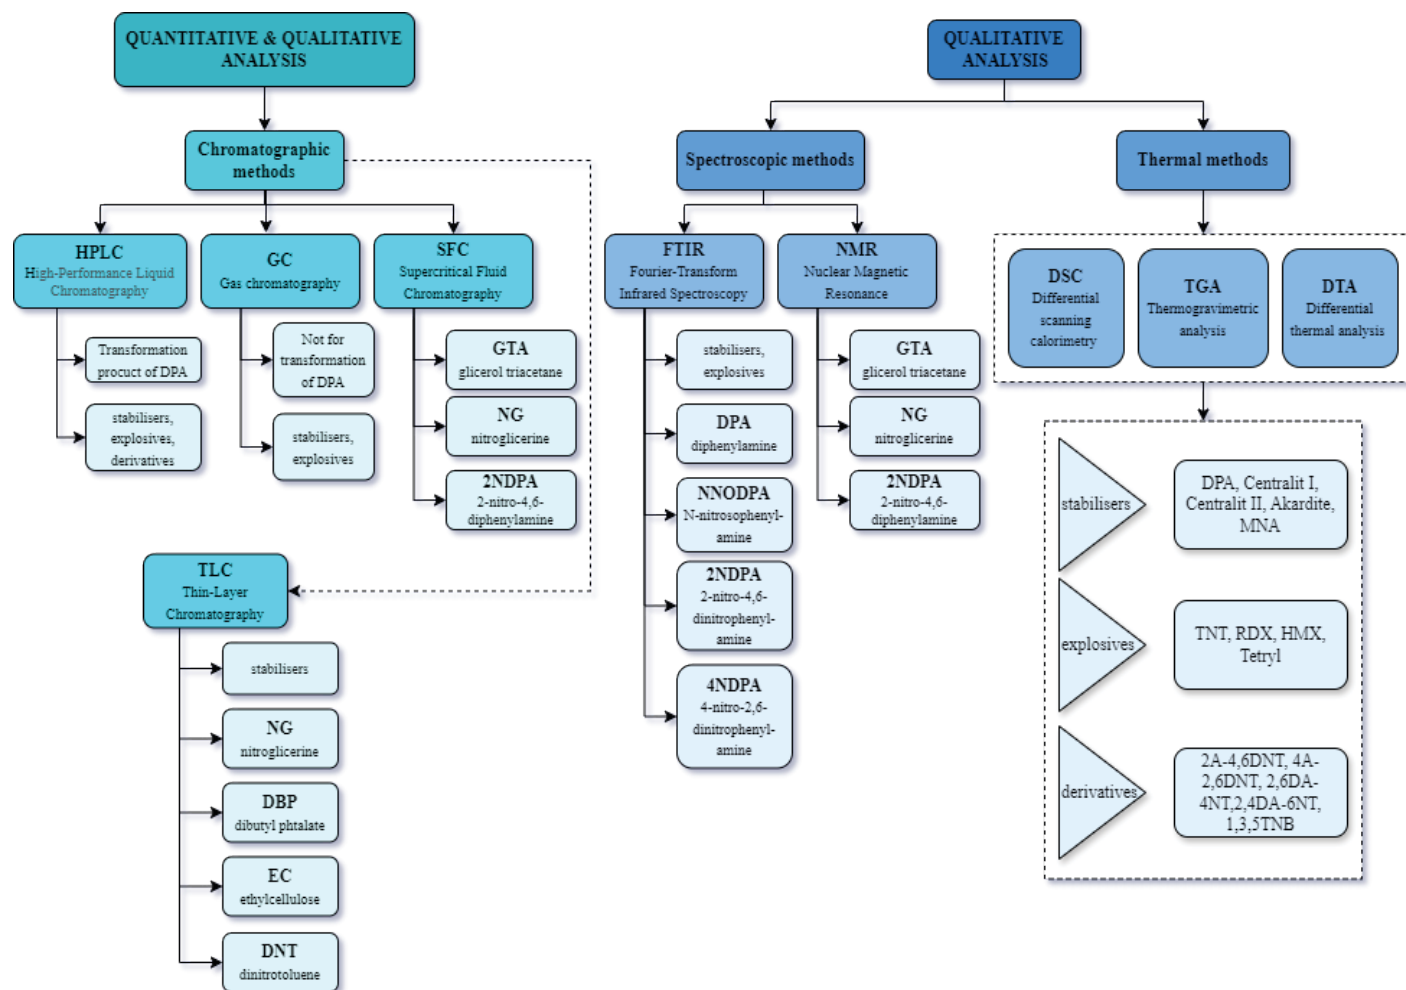 QUANTITATIVE & QUALITATIVE
ANALYSIS
Chromatographic
methods
HPLC
High-Performance Liquid
Chromatography
Transformation
procuct of DPA
stabilisers,
explosives,
derivatives
GC
Gas chromatography
Not for
transformation
of DPA
stabilisers,
explosives
SFC
Supercritical Fluid
Chromatography
GTA
glicerol triacetane
NG
nitroglicerine
2NDPA
2-nitro-4,6-
diphenylamine
TLC
Thin-Layer
Chromatography
stabilisers
NG
nitroglicerine
DBP
dibutyl phtalate
EC
ethylcellulose
DNT
dinitrotoluene
QUALITATIVE
ANALYSIS
Spectroscopic methods
FTIR
Fourier-Transform
Infrared Spectroscopy
stabilisers,
explosives
DPA
diphenylamine
NNODPA
N-nitrosophenyl-
amine
2NDPA
2-nitro-4,6-
dinitrophenyl-
amine
4NDPA
4-nitro-2,6-
dinitrophenyl-
amine
NMR
Nuclear Magnetic
Resonance
GTA
glicerol triacetane
NG
nitroglicerine
2NDPA
2-nitro-4,6-
diphenylamine
Thermal methods
DSC
Differential
scanning
calorimetry
TGA
Thermogravimetric
analysis
DTA
Differential
thermal analysis
stabilisers
DPA, Centralit I,
Centralit II, Akardite,
MNA
explosives
TNT, RDX, HMX,
Tetryl
derivatives
2A-4,6DNT, 4A-
2,6DNT, 2,6DA-
4NT,2,4DA-6NT,
1,3,5TNB